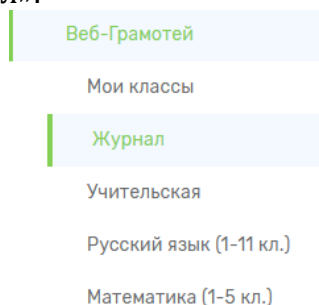 Веб-Грамотей
Мои классы
Журнал
Учительская
Русский язык (1-11 кл.)
Математика (1-5 кл.)